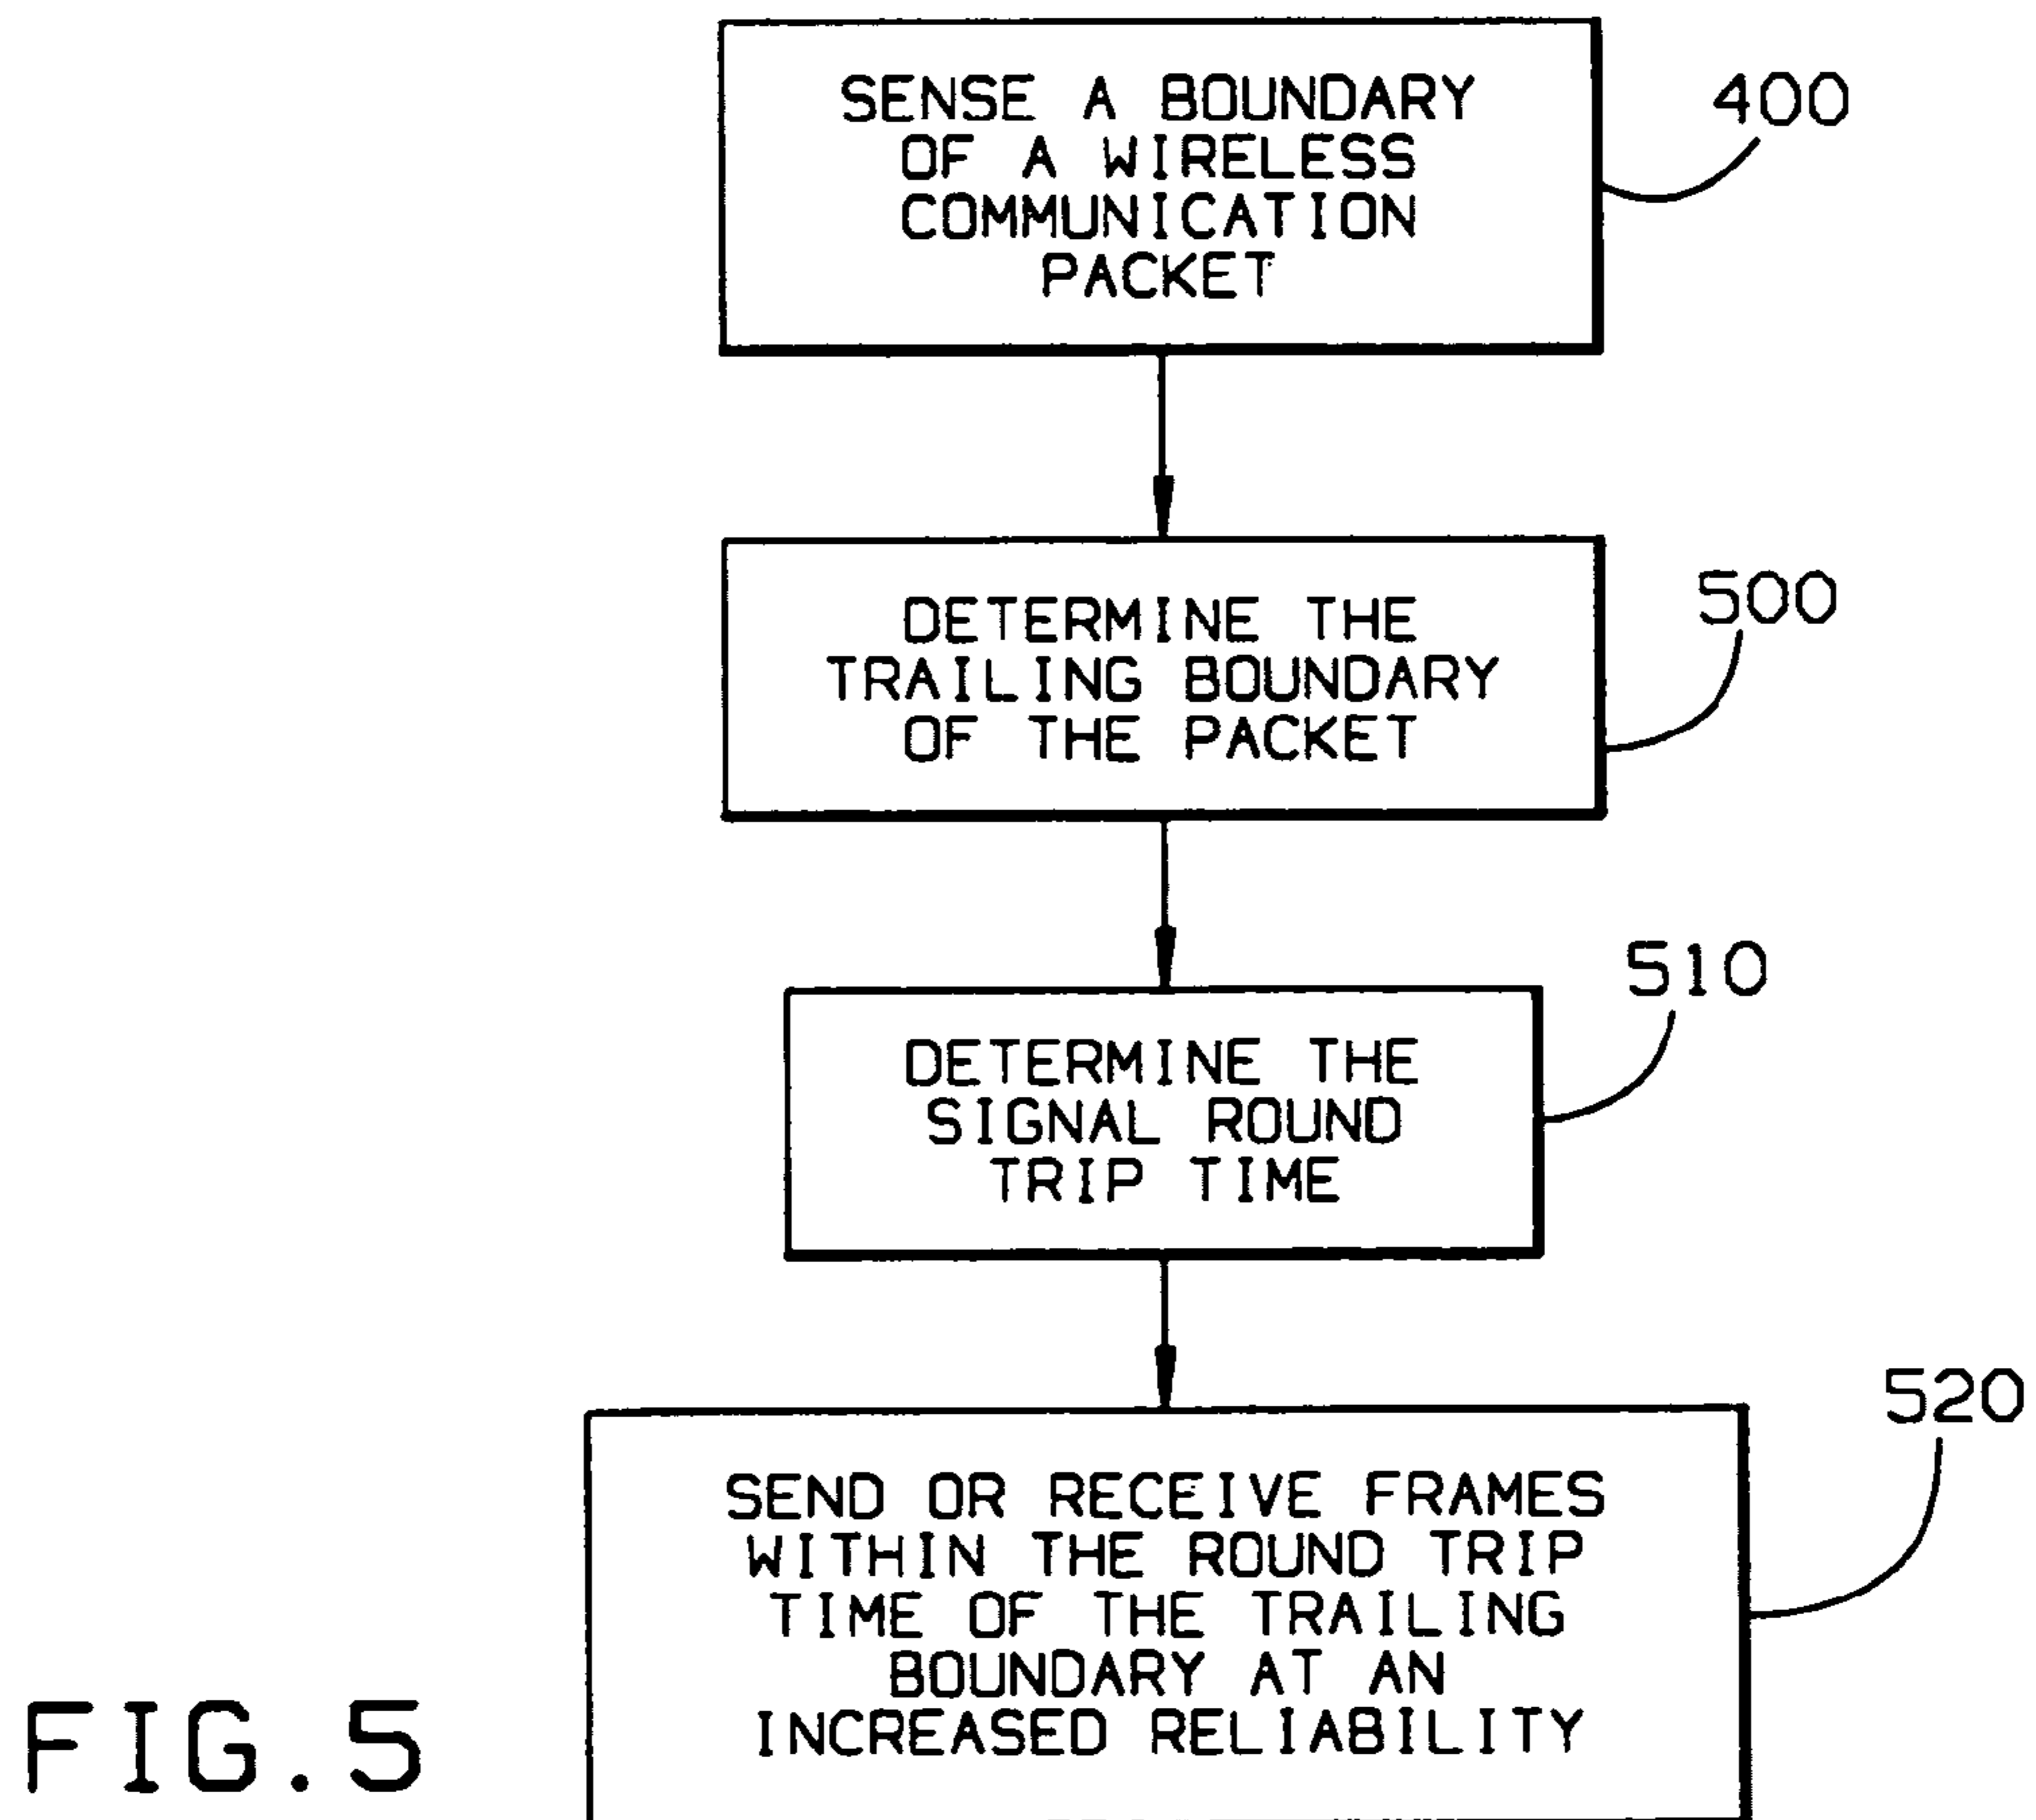 SENSE A BOUNDARY
OF A WIRELESS
COMMUNICATION
PACKET
400
DETERMINE THE
TRAILING BOUNDARY
OF THE PACKET
500
DETERMINE THE
SIGNAL ROUND
TRIP TIME
510
SEND OR RECEIVE FRAMES
WITHIN THE ROUND TRIP
TIME OF THE TRAILING
BOUNDARY AT AN
INCREASED RELIABILITY
520
FIG.5